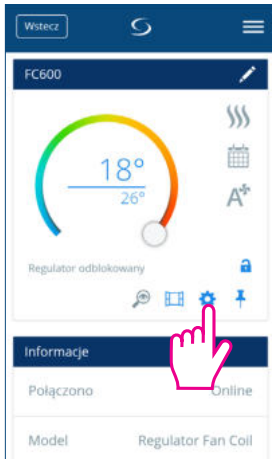 Wstecz
FC600
18°
26°
A
Regulator odblokowany
Informacje
Połączono Online
Model Regulator Fan Coil